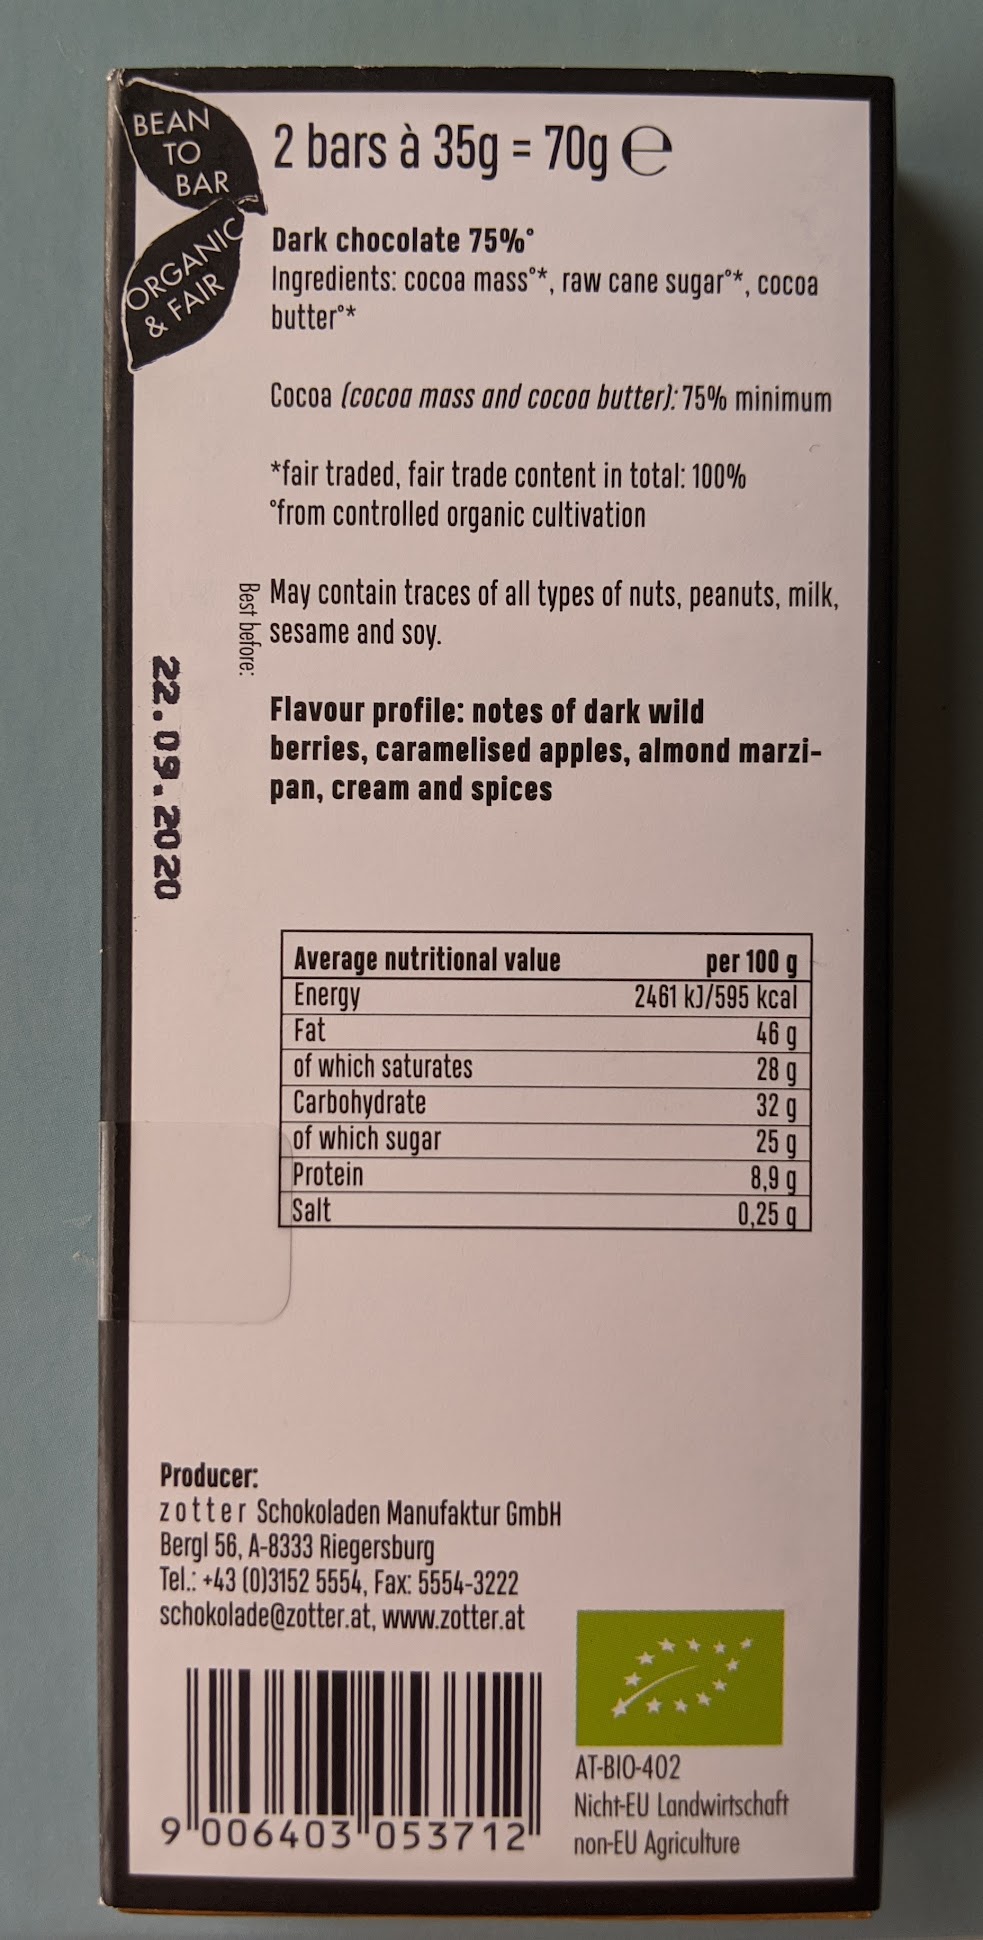 BEAN
TO
BAR
ORGANIC
& FAIR
2 bars à 35g = 70g ℮
Dark chocolate 75%°
Ingredients: cocoa mass°*, raw cane sugar°*, cocoa
butter°*
Cocoa (cocoa mass and cocoa butter): 75% minimum
*fair traded, fair trade content in total: 100%
°from controlled organic cultivation
May contain traces of all types of nuts, peanuts, milk,
sesame and soy.
Best before:
22.09.2020
Flavour profile: notes of dark wild
berries, caramelised apples, almond marzi-
pan, cream and spices
Average nutritional value per 100 g
Energy 2461 kJ/595 kcal
Fat 46 g
of which saturates 28 g
Carbohydrate 32 g
of which sugar 25 g
Protein 8,9 g
Salt 0,25 g
Producer:
zotter Schokoladen Manufaktur GmbH
Bergl 56, A-8333 Riegersburg
Tel.: +43 (0)3152 5554, Fax: 5554-3222
schokolade@zotter.at, www.zotter.at
9 006403 053712
AT-BIO-402
Nicht-EU Landwirtschaft
non-EU Agriculture